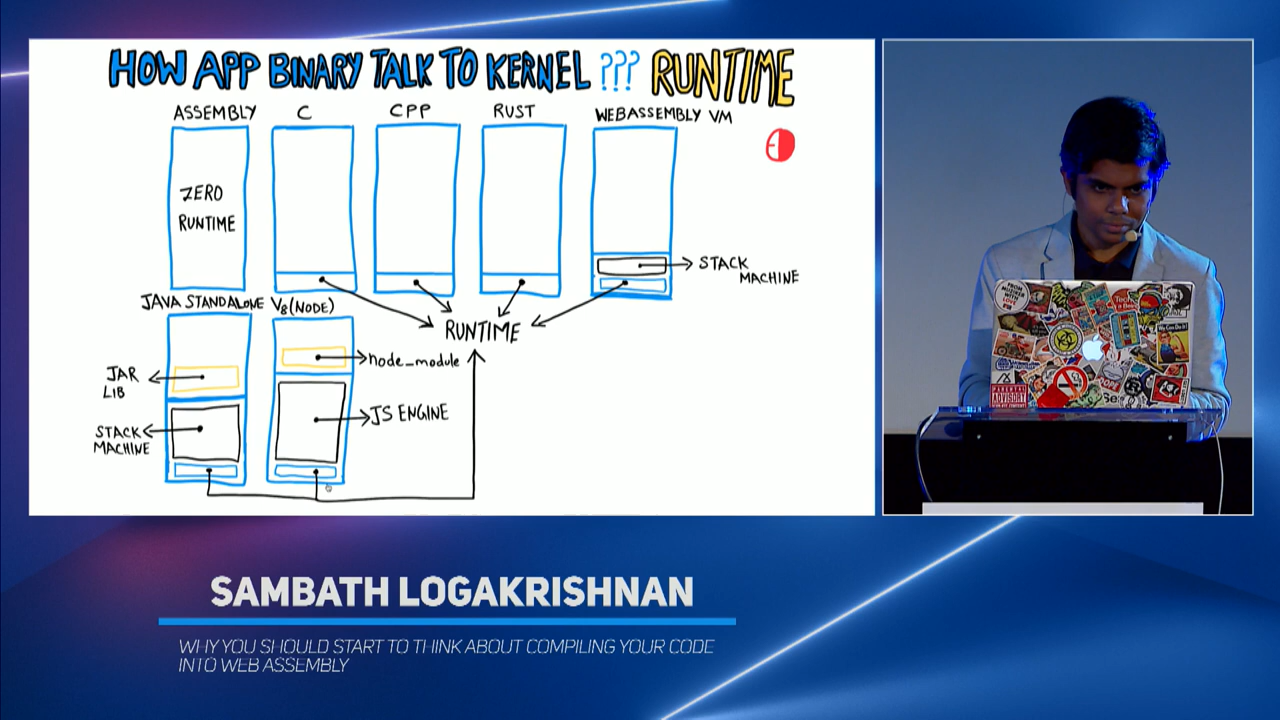 HOW APP BINARY TALK TO KERNEL ??? RUNTIME
ASSEMBLY C CPP RUST WEBASSEMBLY VM
ZERO
RUNTIME
STACK
MACHINE
JAVA STANDALONE V8(NODE)
RUNTIME
node_module
JAR
LIB
JS ENGINE
STACK
MACHINE
PARENTAL
ADVISORY
SAMBATH LOGAKRISHNAN
WHY YOU SHOULD START TO THINK ABOUT COMPILING YOUR CODE
INTO WEB ASSEMBLY